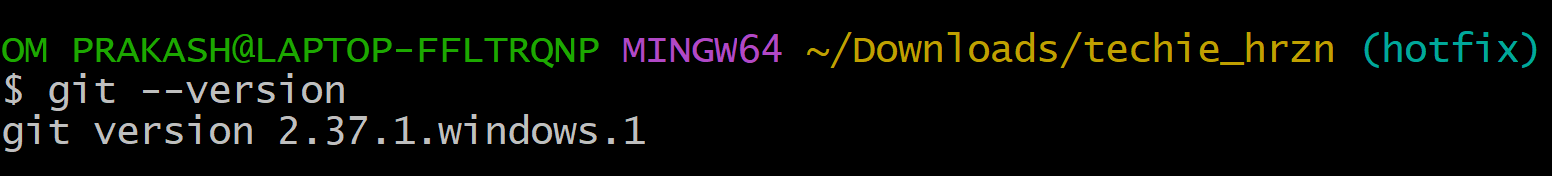 OM PRAKASH@LAPTOP-FFLTRQNP MINGW64 ~/Downloads/techie_hrzn (hotfix)
$ git --version
git version 2.37.1.windows.1